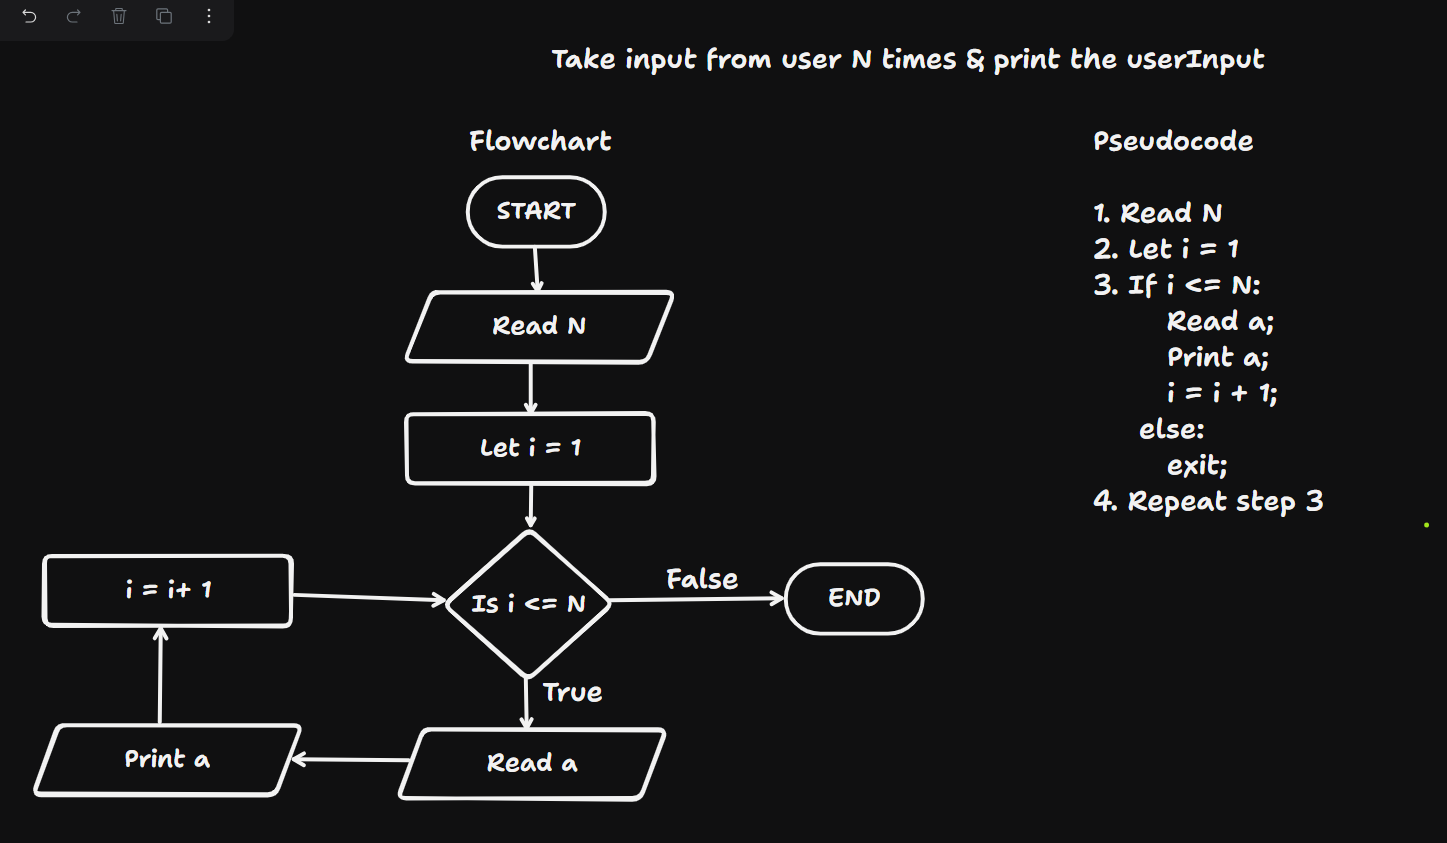 Take input from user N times & print the userInput
Flowchart
START
Read N
Let i = 1
Is i <= N
False
END
True
Read a
Print a
i = i+ 1
Pseudocode
1. Read N
2. Let i = 1
3. If i <= N:
Read a;
Print a;
i = i + 1;
else:
exit;
4. Repeat step 3